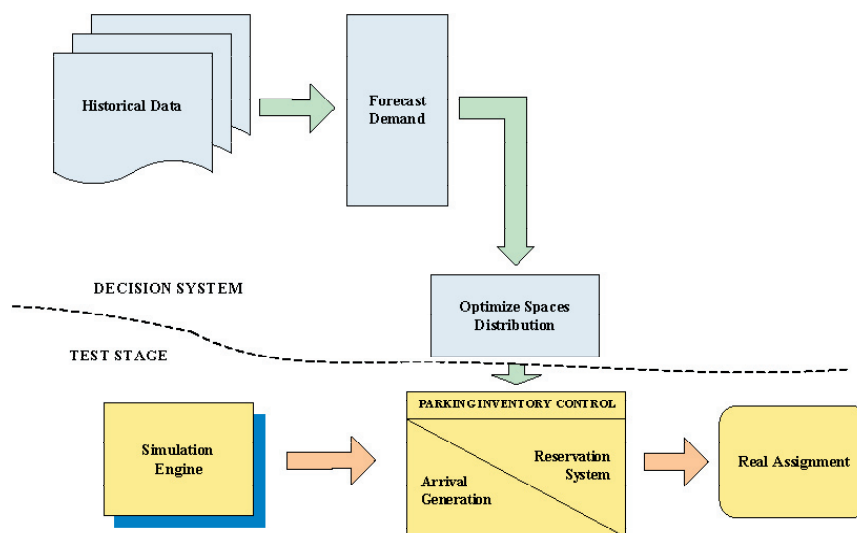 Historical Data
Forecast
Demand
DECISION SYSTEM
Optimize Spaces
Distribution
TEST STAGE
PARKING INVENTORY CONTROL
Simulation
Engine
Reservation
System
Arrival
Generation
Real Assignment